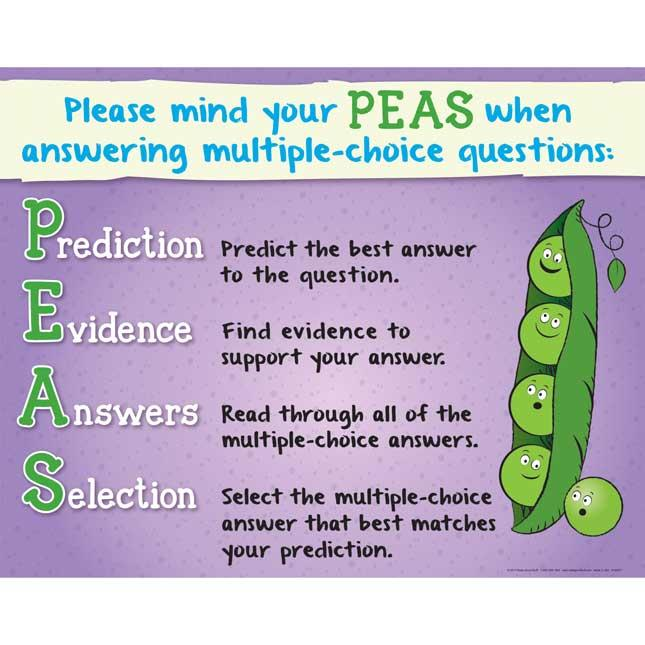 Please mind your PEAS when
answering multiple-choice questions:
Prediction
Predict the best answer
to the question.
Evidence
Find evidence to
support your answer.
Answers
Read through all of the
multiple-choice answers.
Selection
Select the multiple-choice
answer that best matches
your prediction.